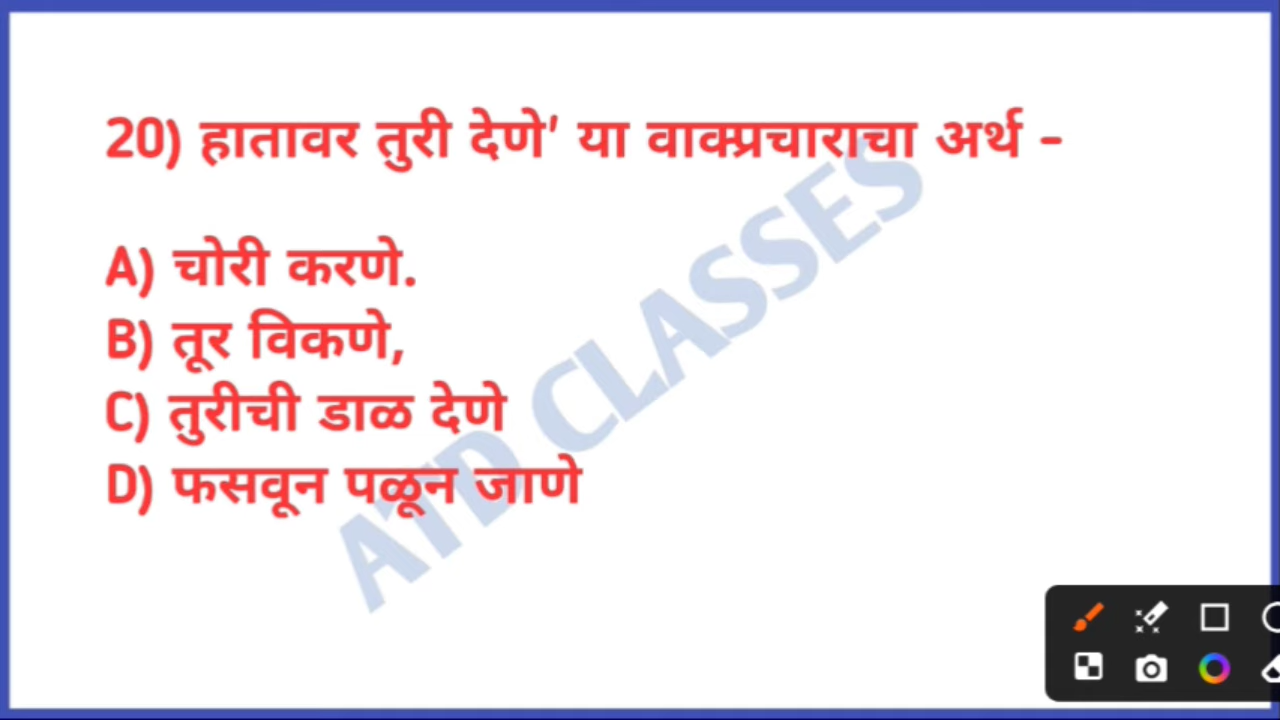 20) हातावर तुरी देणे' या वाक्प्रचाराचा अर्थ -
A) चोरी करणे.
B) तूर विकणे,
C) तुरीची डाळ देणे
D) फसवून पळून जाणे
ATD CLASSES